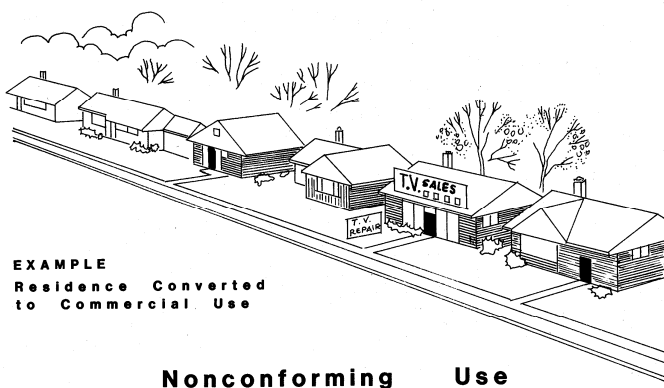 T.V. SALES
T.V.
REPAIR
EXAMPLE
Residence Converted
to Commercial Use
Nonconforming Use